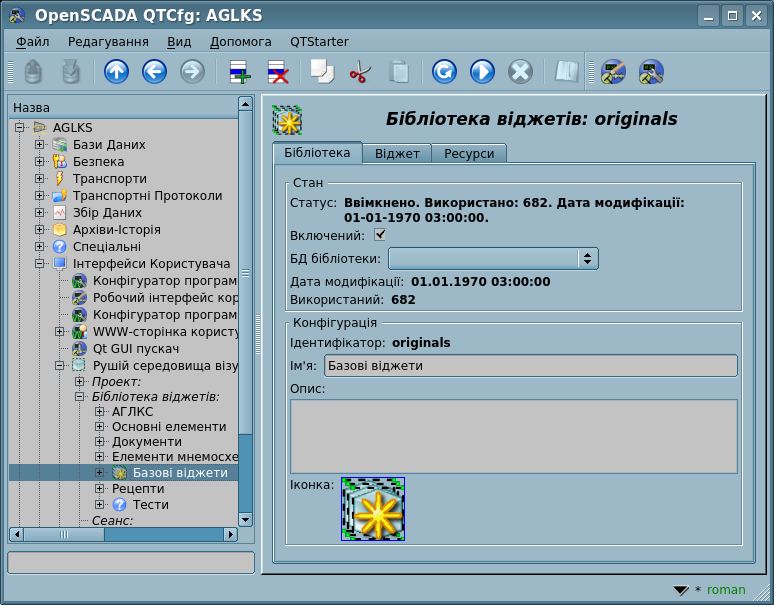 OpenSCADA QTCfg: AGLKS
Файл Редагування Вид Допомога QTStarter
Назва
AGLKS
Бази Даних
Безпека
Транспорти
Транспортні Протоколи
Збір Даних
Архіви-Історія
Спеціальні
Інтерфейси Користувача
Конфігуратор програм
Робочий інтерфейс кор
Конфігуратор програм
WWW-сторінка користу
Qt GUI пускач
Рушій середовища візу
Проект:
Бібліотека віджетів:
АГЛКС
Основні елементи
Документи
Елементи мнемосхе
Базові віджети
Рецепти
Тести
Сеанс:
Бібліотека віджетів: originals
Бібліотека Віджет Ресурси
Стан
Статус: Ввімкнено. Використано: 682. Дата модифікації:
01-01-1970 03:00:00.
Включений:
БД бібліотеки:
Дата модифікації: 01.01.1970 03:00:00
Використаний: 682
Конфігурація
Ідентифікатор: originals
Ім'я: Базові віджети
Опис:
Іконка:
* roman